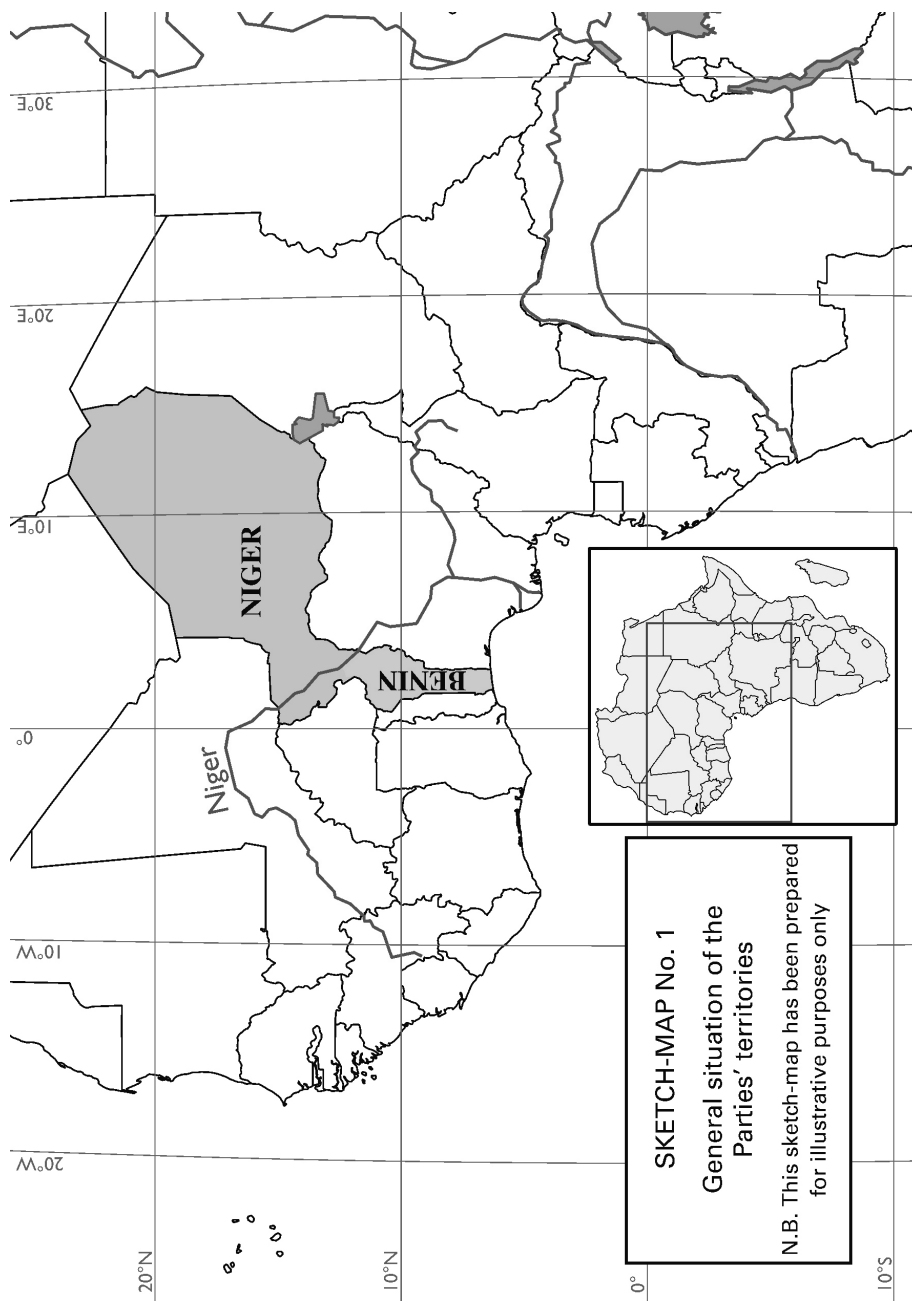 30°E
20°E
10°E
0°
10°W
20°W
20°N
10°N
0°
10°S
NIGER
BENIN
Niger
SKETCH-MAP No. 1
General situation of the
Parties’ territories
N.B. This sketch-map has been prepared
for illustrative purposes only